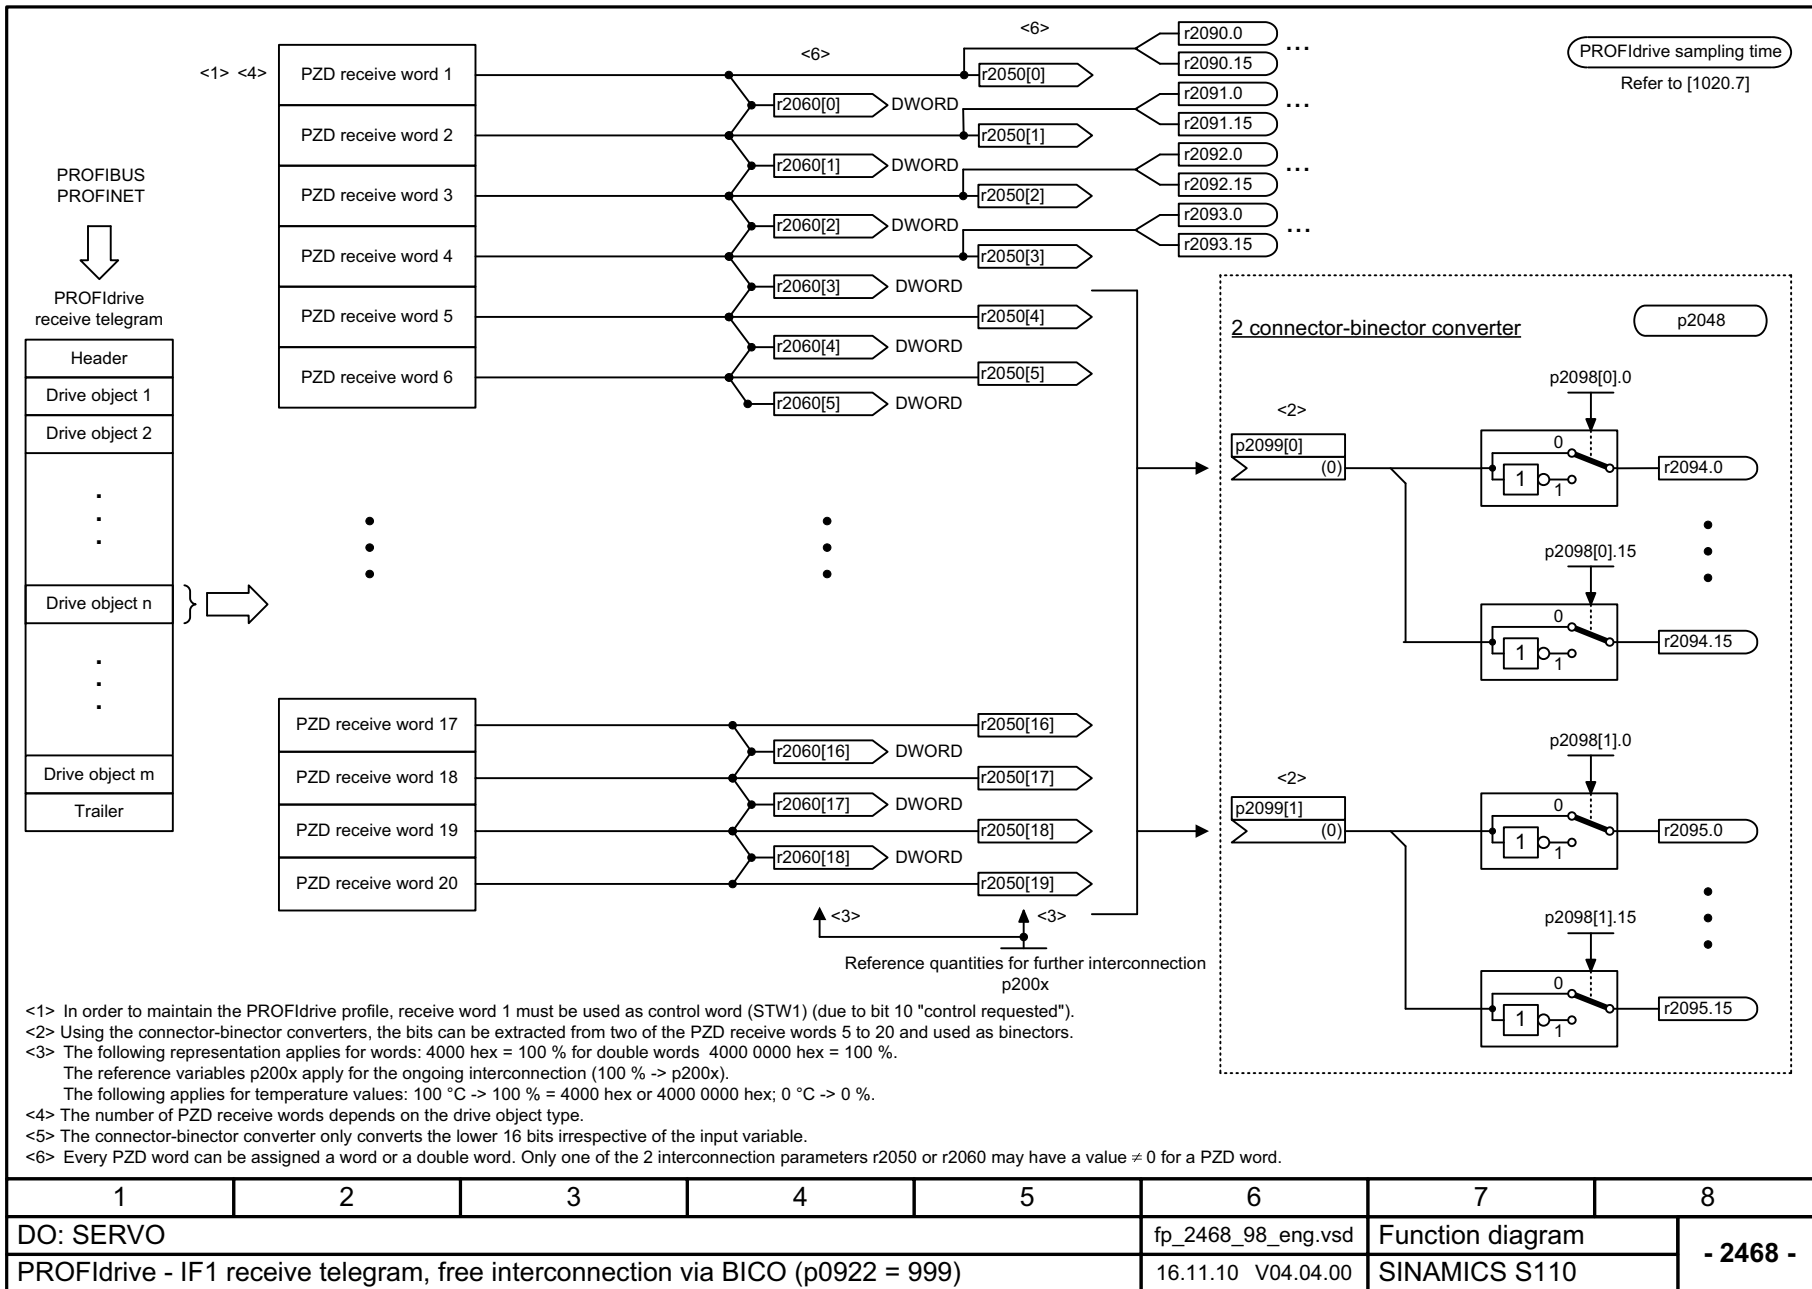 <1> <4>
<6>
<6>
PROFIdrive sampling time
Refer to [1020.7]
PROFIBUS
PROFINET
PROFIdrive
receive telegram
Header
Drive object 1
Drive object 2
Drive object n
Drive object m
Trailer
PZD receive word 1
PZD receive word 2
PZD receive word 3
PZD receive word 4
PZD receive word 5
PZD receive word 6
PZD receive word 17
PZD receive word 18
PZD receive word 19
PZD receive word 20
r2060[0] DWORD
r2060[1] DWORD
r2060[2] DWORD
r2060[3] DWORD
r2060[4] DWORD
r2060[5] DWORD
r2060[16] DWORD
r2060[17] DWORD
r2060[18] DWORD
r2050[0]
r2050[1]
r2050[2]
r2050[3]
r2050[4]
r2050[5]
r2050[16]
r2050[17]
r2050[18]
r2050[19]
r2090.0
...
r2090.15
r2091.0
...
r2091.15
r2092.0
...
r2092.15
r2093.0
...
r2093.15
<3>
<3>
Reference quantities for further interconnection
p200x
2 connector-binector converter
p2048
<2>
p2099[0]
(0)
p2098[0].0
0
1
1
r2094.0
p2098[0].15
0
1
1
r2094.15
<2>
p2099[1]
(0)
p2098[1].0
0
1
1
r2095.0
p2098[1].15
0
1
1
r2095.15
<1> In order to maintain the PROFIdrive profile, receive word 1 must be used as control word (STW1) (due to bit 10 "control requested").
<2> Using the connector-binector converters, the bits can be extracted from two of the PZD receive words 5 to 20 and used as binectors.
<3> The following representation applies for words: 4000 hex = 100 % for double words 4000 0000 hex = 100 %.
The reference variables p200x apply for the ongoing interconnection (100 % -> p200x).
The following applies for temperature values: 100 °C -> 100 % = 4000 hex or 4000 0000 hex; 0 °C -> 0 %.
<4> The number of PZD receive words depends on the drive object type.
<5> The connector-binector converter only converts the lower 16 bits irrespective of the input variable.
<6> Every PZD word can be assigned a word or a double word. Only one of the 2 interconnection parameters r2050 or r2060 may have a value ≠ 0 for a PZD word.
1 2 3 4 5 6 7 8
DO: SERVO
fp_2468_98_eng.vsd
Function diagram
- 2468 -
PROFIdrive - IF1 receive telegram, free interconnection via BICO (p0922 = 999)
16.11.10 V04.04.00
SINAMICS S110